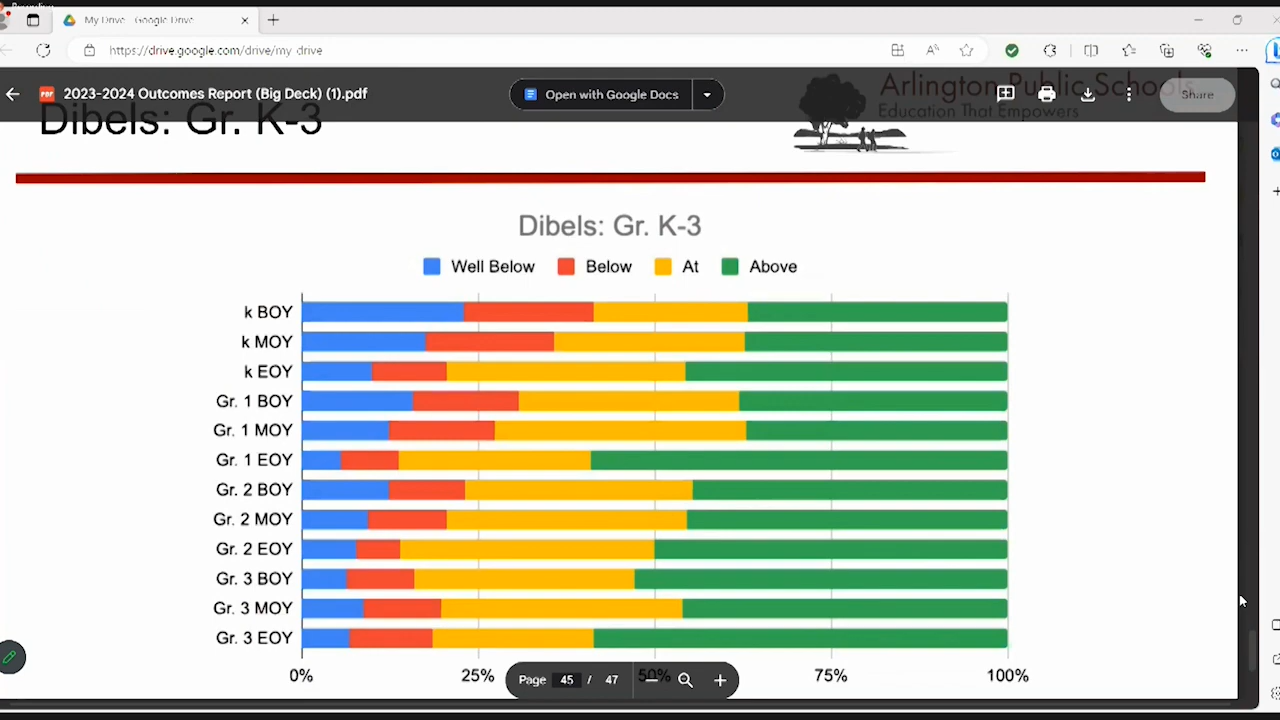 My Drive - Google Drive
https://drive.google.com/drive/my-drive
2023-2024 Outcomes Report (Big Deck) (1).pdf
Open with Google Docs
Share
Arlington Public Schools
Education That Empowers
Dibels: Gr. K-3
Dibels: Gr. K-3
Well Below
Below
At
Above
k BOY
k MOY
k EOY
Gr. 1 BOY
Gr. 1 MOY
Gr. 1 EOY
Gr. 2 BOY
Gr. 2 MOY
Gr. 2 EOY
Gr. 3 BOY
Gr. 3 MOY
Gr. 3 EOY
0% 25% 50% 75% 100%
Page 45 / 47